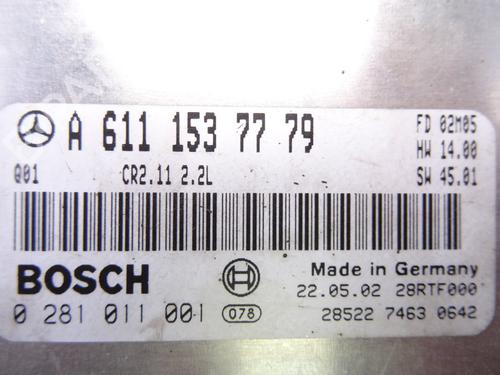 A 611 153 77 79
FD 02M05
HW 14.00
Q01 CR2.11 2.2L
SW 45.01
BOSCH
Made in Germany
22.05.02 28RTF000
0 281 011 001 078
28522 7463 0642